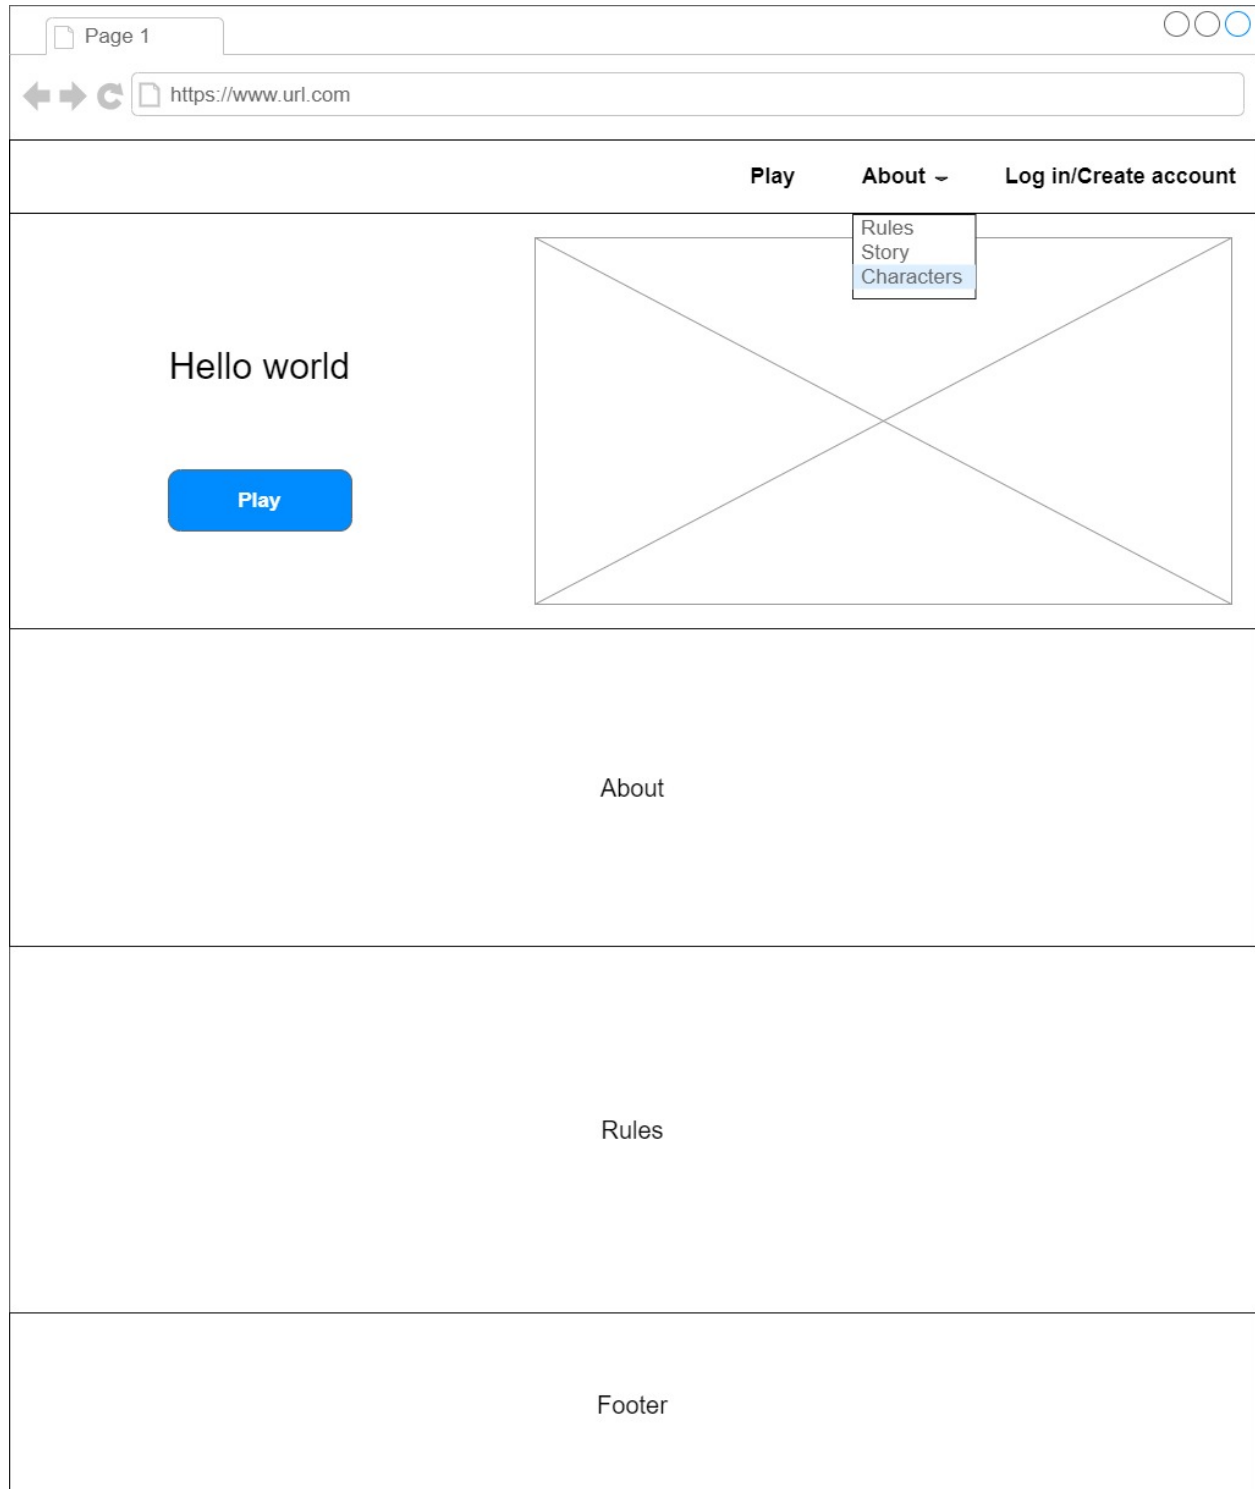 Page 1
https://www.url.com
Play About Log in/Create account
Rules
Story
Characters
Hello world
Play
About
Rules
Footer